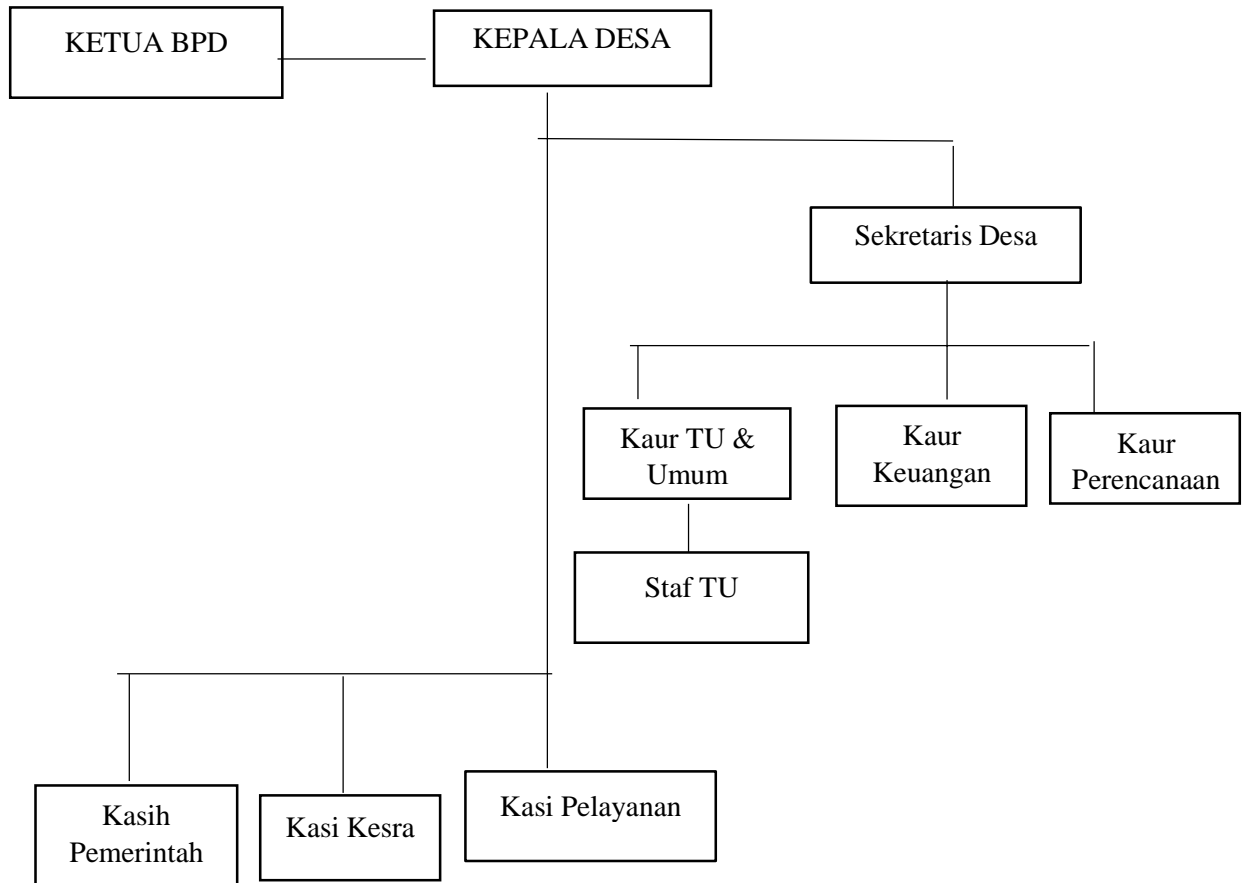 KETUA BPD
KEPALA DESA
Sekretaris Desa
Kaur TU &
Umum
Kaur
Keuangan
Kaur
Perencanaan
Staf TU
Kasih
Pemerintah
Kasi Kesra
Kasi Pelayanan